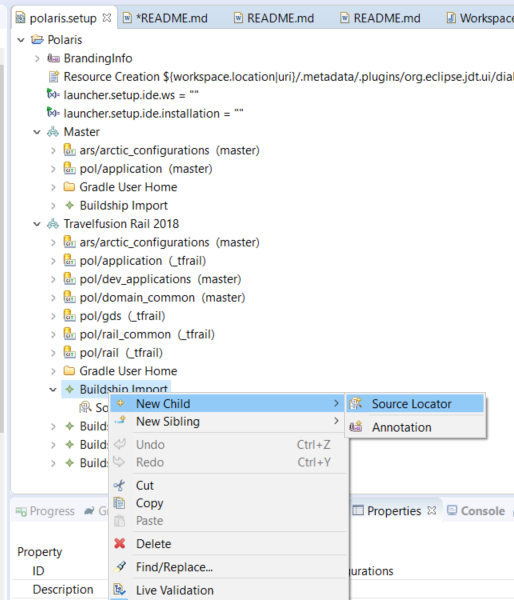 polaris.setup *README.md README.md README.md Workspace
Polaris
BrandingInfo
Resource Creation ${workspace.location|uri}/.metadata/.plugins/org.eclipse.jdt.ui/dial
launcher.setup.ide.ws = ""
launcher.setup.ide.installation = ""
Master
ars/arctic_configurations (master)
pol/application (master)
Gradle User Home
Buildship Import
Travelfusion Rail 2018
ars/arctic_configurations (master)
pol/application (_tfrail)
pol/dev_applications (master)
pol/domain_common (master)
pol/gds (_tfrail)
pol/rail_common (_tfrail)
pol/rail (_tfrail)
Gradle User Home
Buildship Import
New Child Source Locator
So
New Sibling Annotation
Builds
Undo Ctrl+Z
Builds
Redo Ctrl+Y
Builds
Cut
Copy
Progress G Properties Console
Paste
Delete
Property
Find/Replace...
ID urations
Description Live Validation